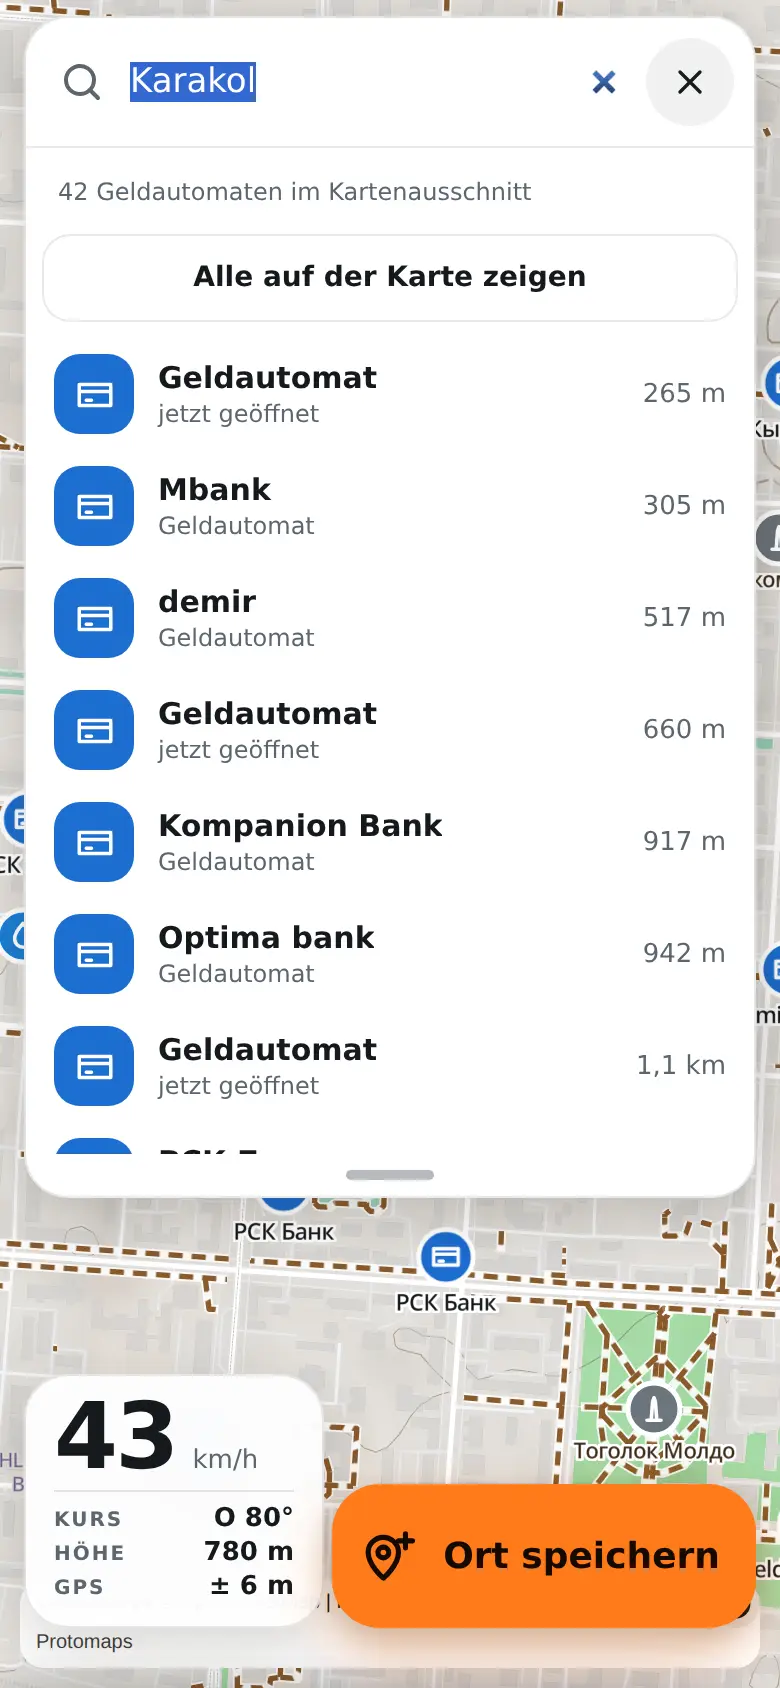 Karakol
42 Geldautomaten im Kartenausschnitt
Alle auf der Karte zeigen
Geldautomat
jetzt geöffnet
265 m
Mbank
Geldautomat
305 m
demir
Geldautomat
517 m
Geldautomat
jetzt geöffnet
660 m
Kompanion Bank
Geldautomat
917 m
Optima bank
Geldautomat
942 m
Geldautomat
jetzt geöffnet
1,1 km
РСК Банк
РСК Банк
Тоголок Молдо
43 km/h
KURS O 80°
HÖHE 780 m
GPS ± 6 m
Ort speichern
Protomaps